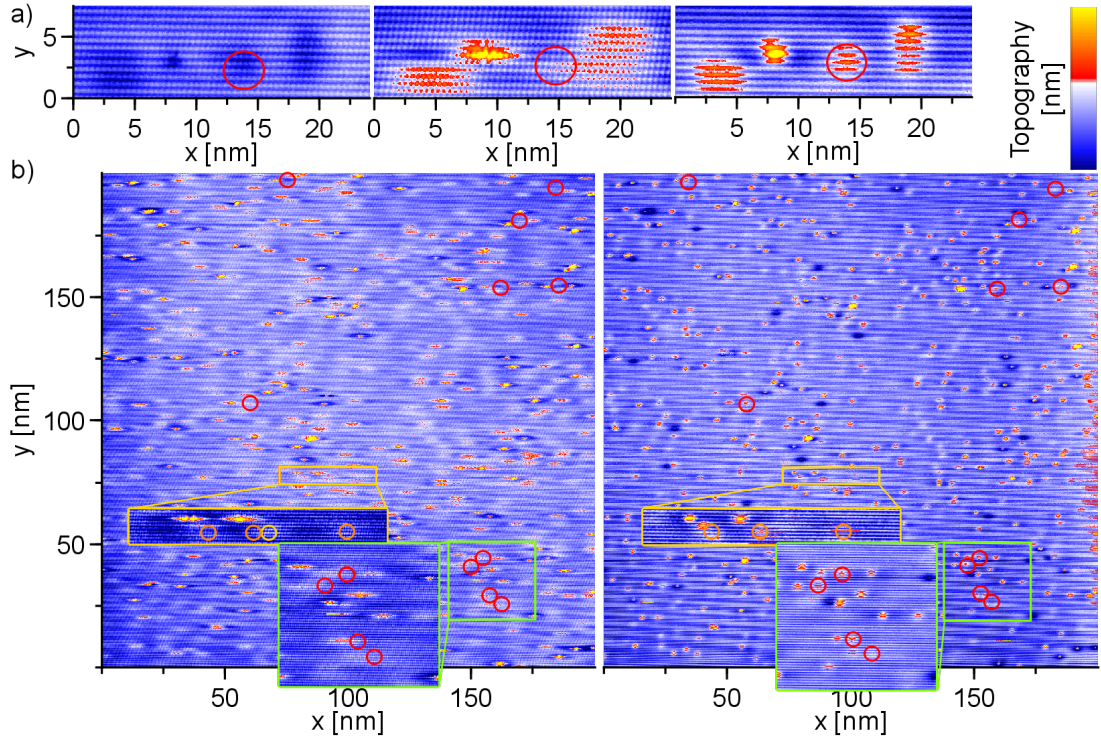 a)
y
5
0
0 5 10 15 20
5 10 15 20
5 10 15 20
x [nm]
x [nm]
x [nm]
Topography
[nm]
b)
150
100
50
y [nm]
50 100 150
50 100 150
x [nm]
x [nm]